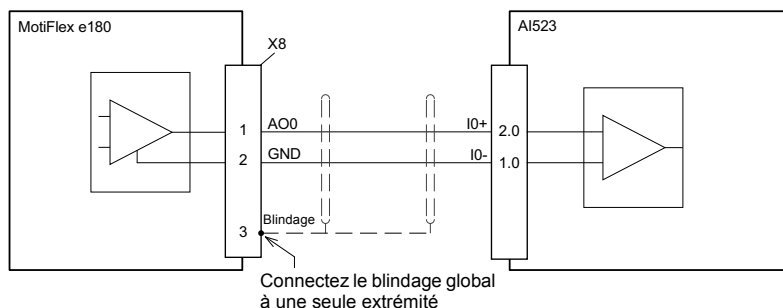 MotiFlex e180
AI523
X8
1
AO0
I0+
2.0
2
GND
I0-
1.0
3
Blindage
Connectez le blindage global
à une seule extrémité